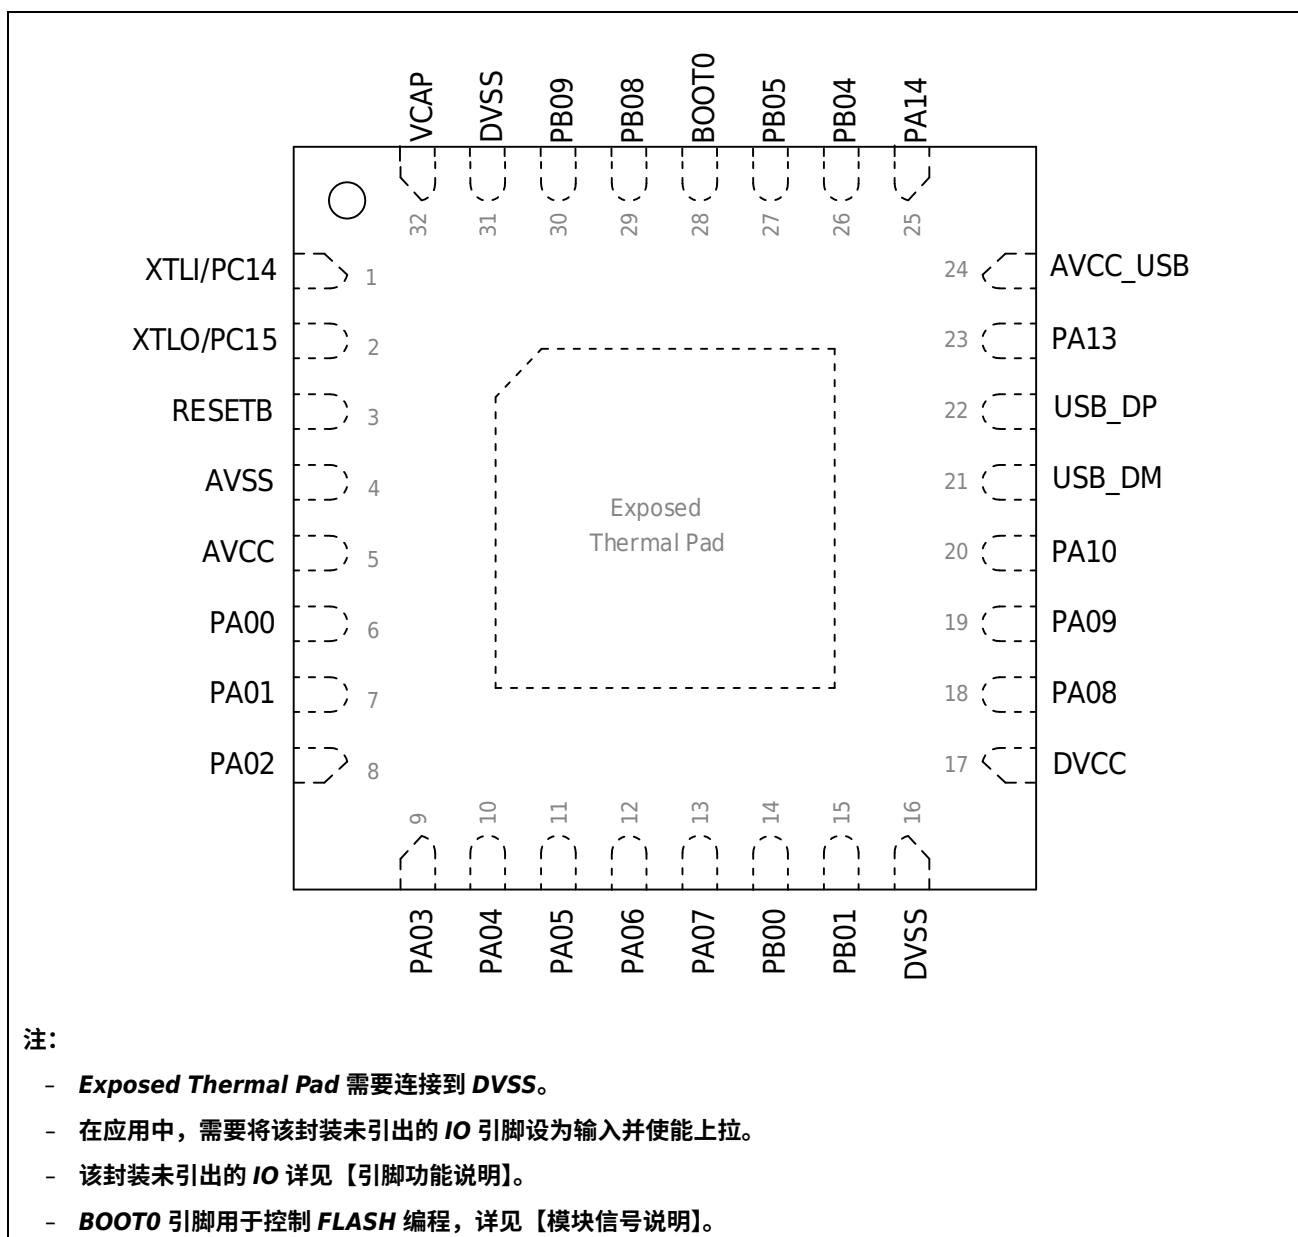 VCAP
DVSS
PB09
PB08
BOOT0
PB05
PB04
PA14
32
31
30
29
28
27
26
25
XTLI/PC14 1
24 AVCC_USB
XTLO/PC15 2
23 PA13
RESETB 3
22 USB_DP
AVSS 4
21 USB_DM
Exposed
Thermal Pad
AVCC 5
20 PA10
PA00 6
19 PA09
PA01 7
18 PA08
PA02 8
17 DVCC
9
10
11
12
13
14
15
16
PA03
PA04
PA05
PA06
PA07
PB00
PB01
DVSS
注：
– Exposed Thermal Pad 需要连接到 DVSS。
– 在应用中，需要将该封装未引出的 IO 引脚设为输入并使能上拉。
– 该封装未引出的 IO 详见【引脚功能说明】。
– BOOT0 引脚用于控制 FLASH 编程，详见【模块信号说明】。